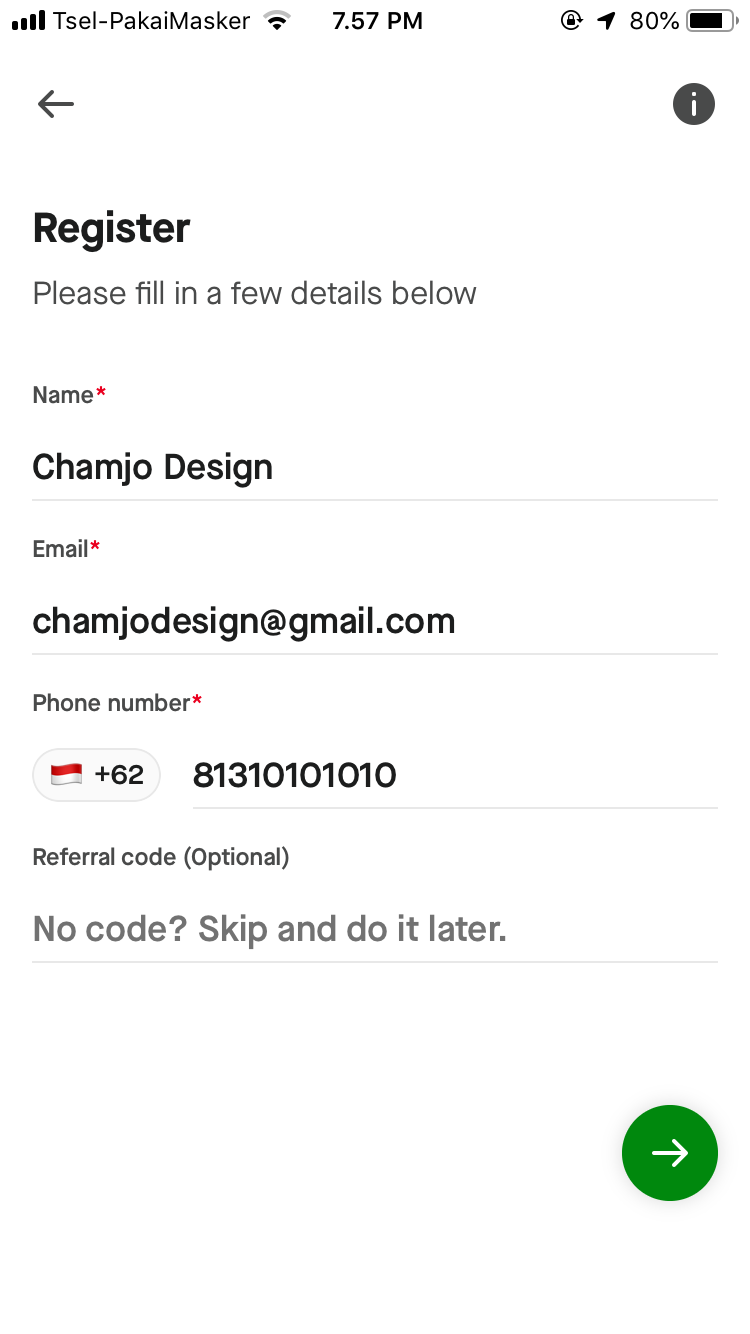 Tsel-PakaiMasker 7.57 PM 80%
Register
Please fill in a few details below
Name*
Chamjo Design
Email*
chamjodesign@gmail.com
Phone number*
+62 81310101010
Referral code (Optional)
No code? Skip and do it later.